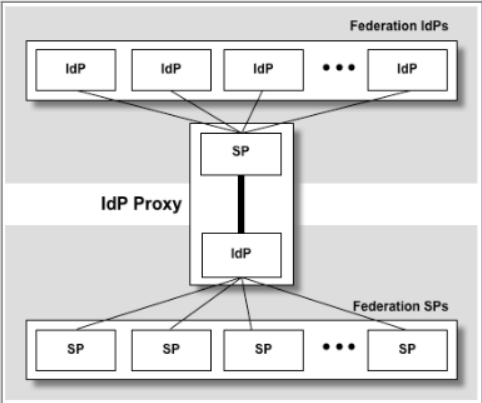 Federation IdPs
IdP IdP IdP ••• IdP
SP
IdP Proxy
IdP
Federation SPs
SP SP SP ••• SP